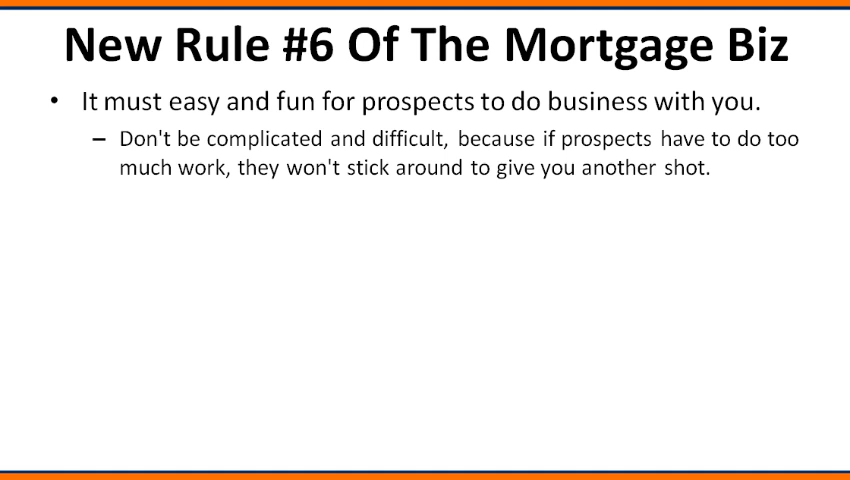 New Rule #6 Of The Mortgage Biz
• It must easy and fun for prospects to do business with you.
– Don't be complicated and difficult, because if prospects have to do too
much work, they won't stick around to give you another shot.